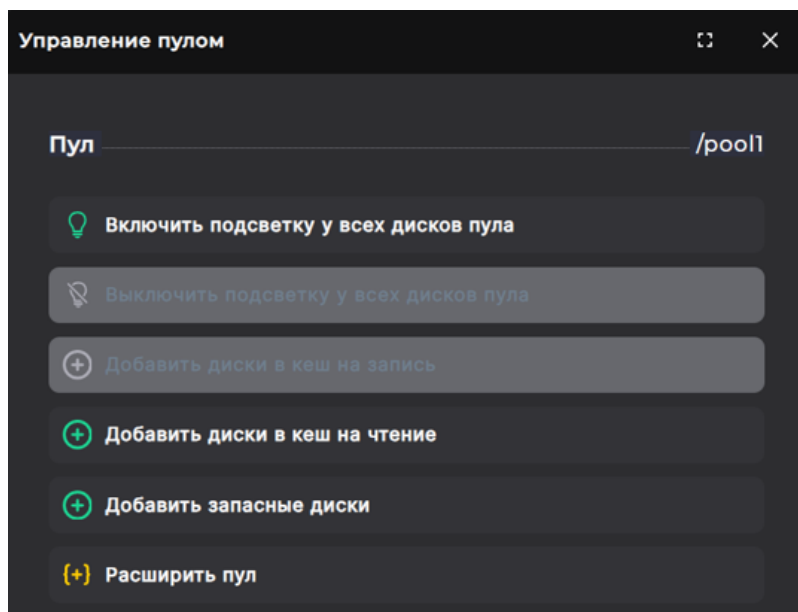 Управление пулом
Пул /pool1
Включить подсветку у всех дисков пула
Выключить подсветку у всех дисков пула
Добавить диски в кеш на запись
Добавить диски в кеш на чтение
Добавить запасные диски
{+} Расширить пул